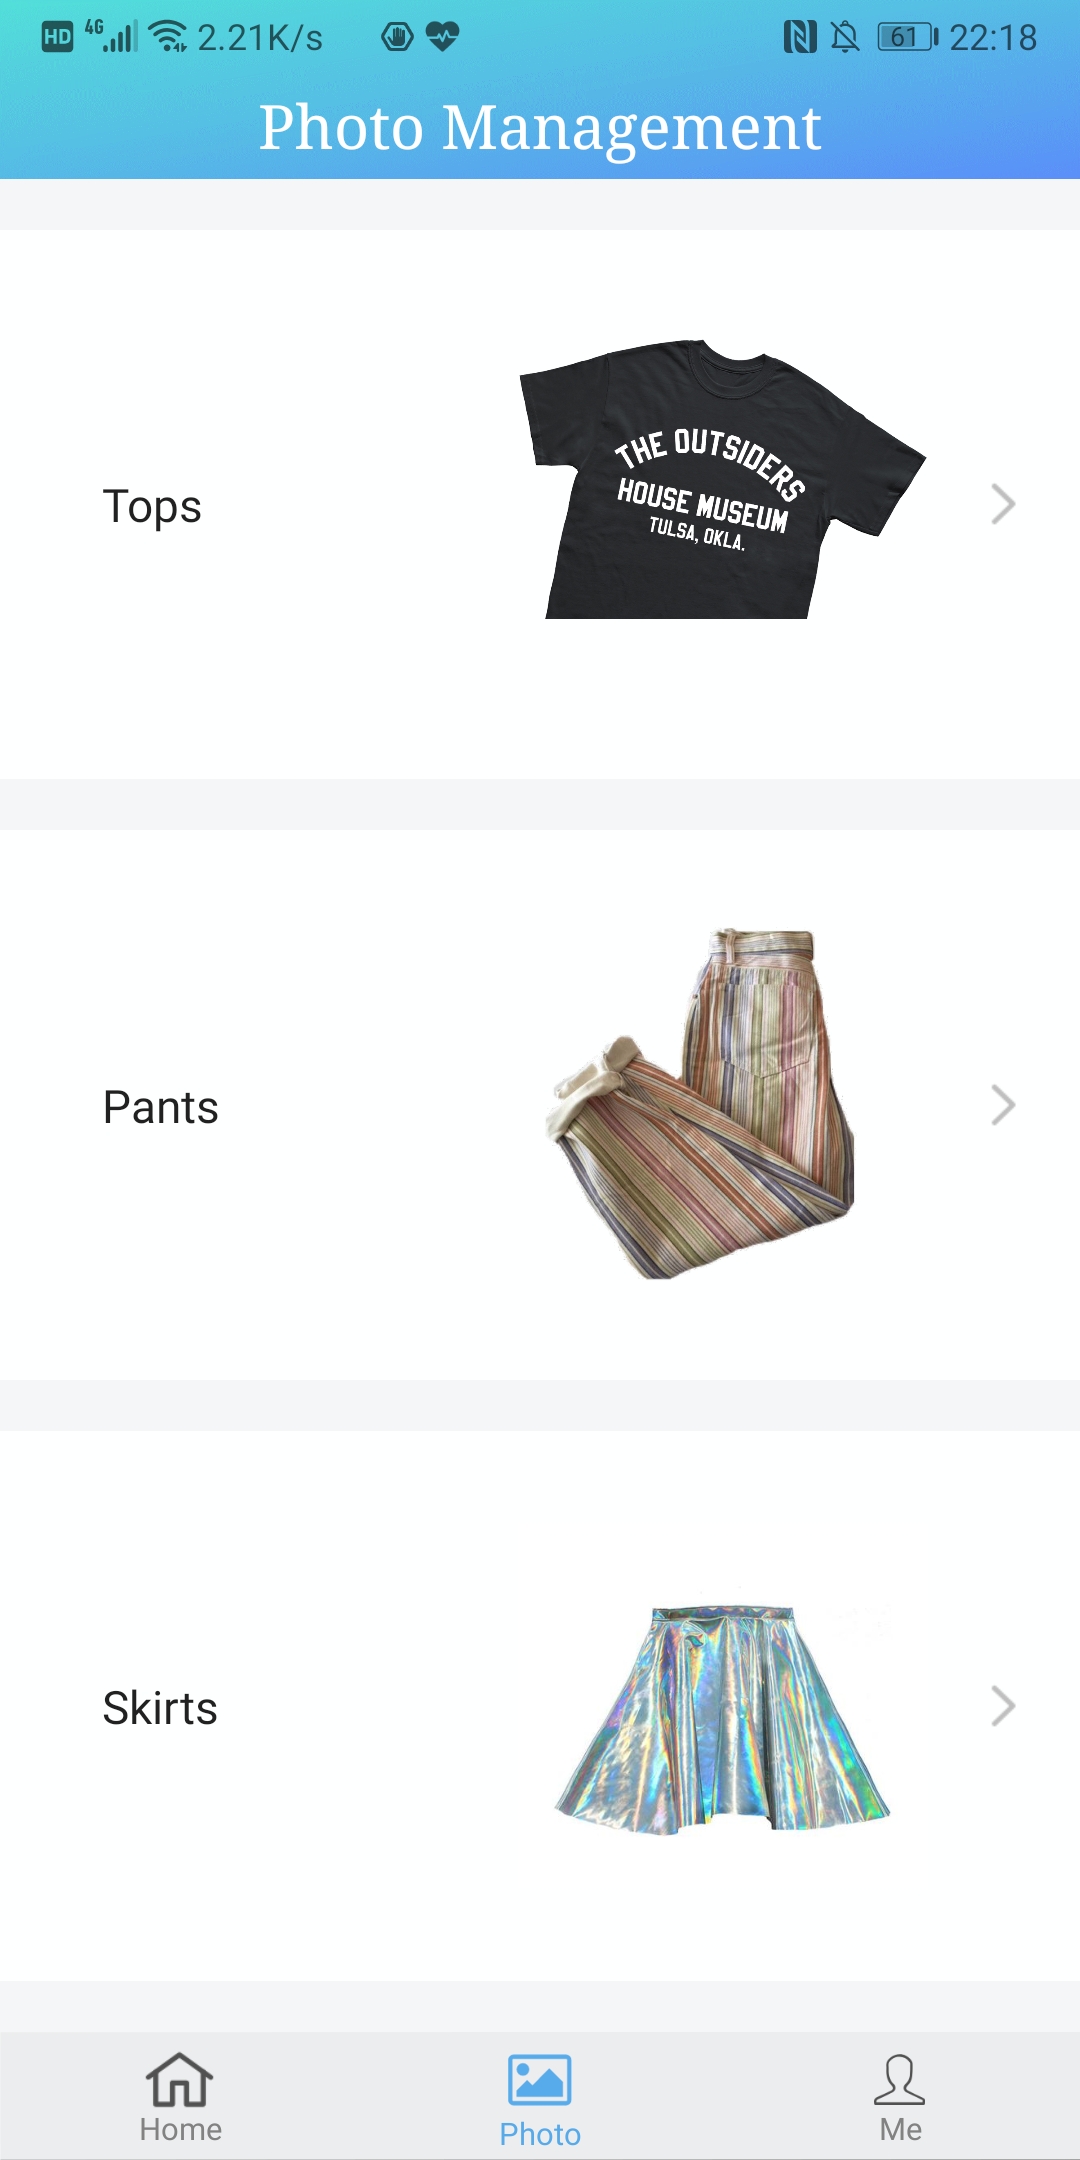 HD 4G 2.21K/s 61 22:18
Photo Management
THE OUTSIDERS
HOUSE MUSEUM
TULSA, OKLA.
Tops
Pants
Skirts
Home
Photo
Me